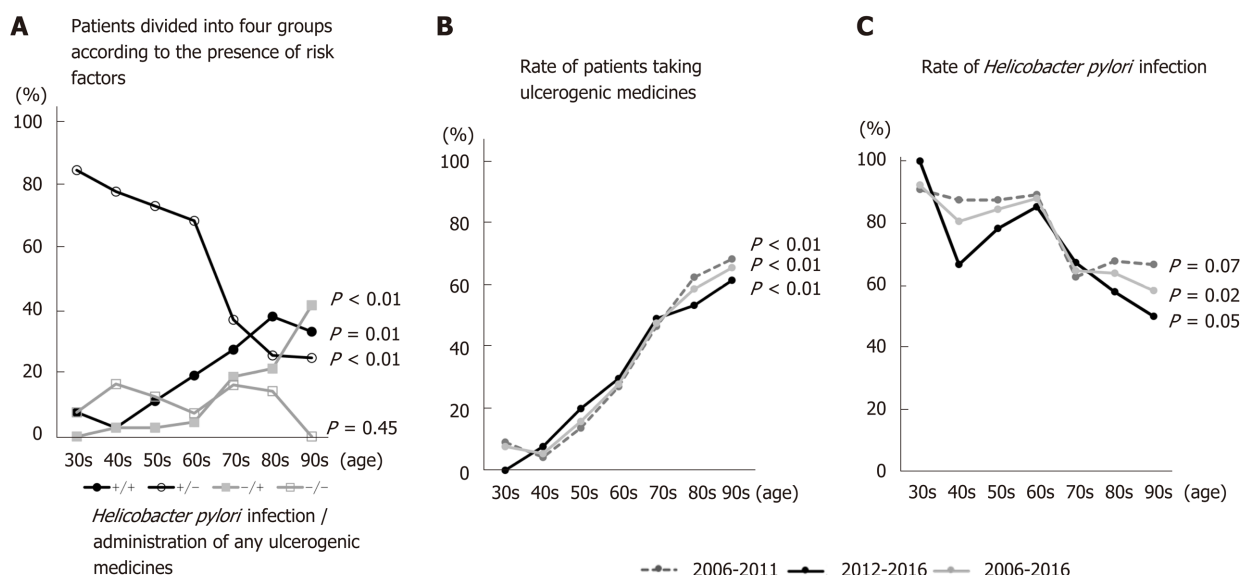 A
Patients divided into four groups
according to the presence of risk
factors
(%)
100
80
60
40
20
0
P < 0.01
P = 0.01
P < 0.01
P = 0.45
30s 40s 50s 60s 70s 80s 90s (age)
+/+ +/− −/+ −/−
Helicobacter pylori infection /
administration of any ulcerogenic
medicines
B
Rate of patients taking
ulcerogenic medicines
(%)
100
80
60
40
20
0
P < 0.01
P < 0.01
P < 0.01
30s 40s 50s 60s 70s 80s 90s (age)
C
Rate of Helicobacter pylori infection
(%)
100
80
60
40
20
0
P = 0.07
P = 0.02
P = 0.05
30s 40s 50s 60s 70s 80s 90s (age)
2006-2011 2012-2016 2006-2016